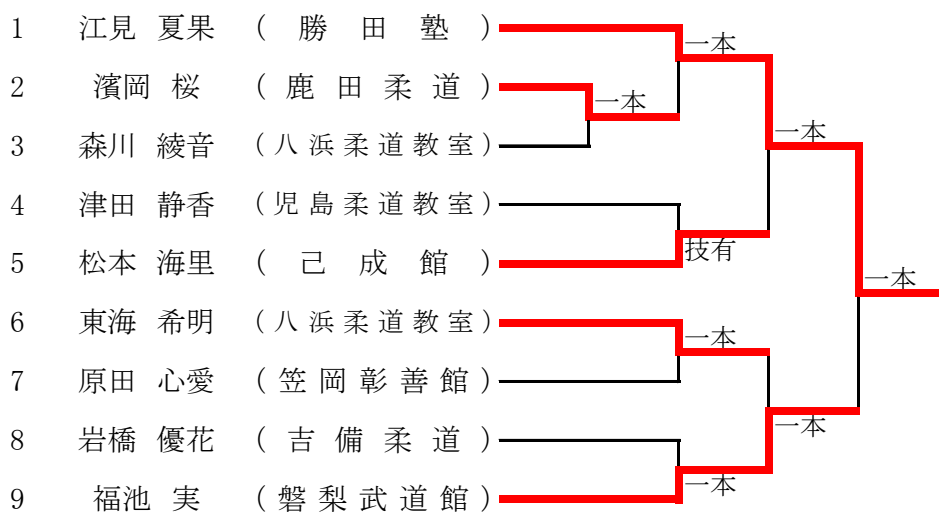 1 江見 夏果 (勝田塾)
一本
2 濱岡 桜 (鹿田柔道)
一本
3 森川 綾音 (八浜柔道教室)
一本
4 津田 静香 (児島柔道教室)
技有
5 松本 海里 (己成館)
一本
6 東海 希明 (八浜柔道教室)
一本
7 原田 心愛 (笠岡彰善館)
8 岩橋 優花 (吉備柔道)
一本
一本
9 福池 実 (磐梨武道館)